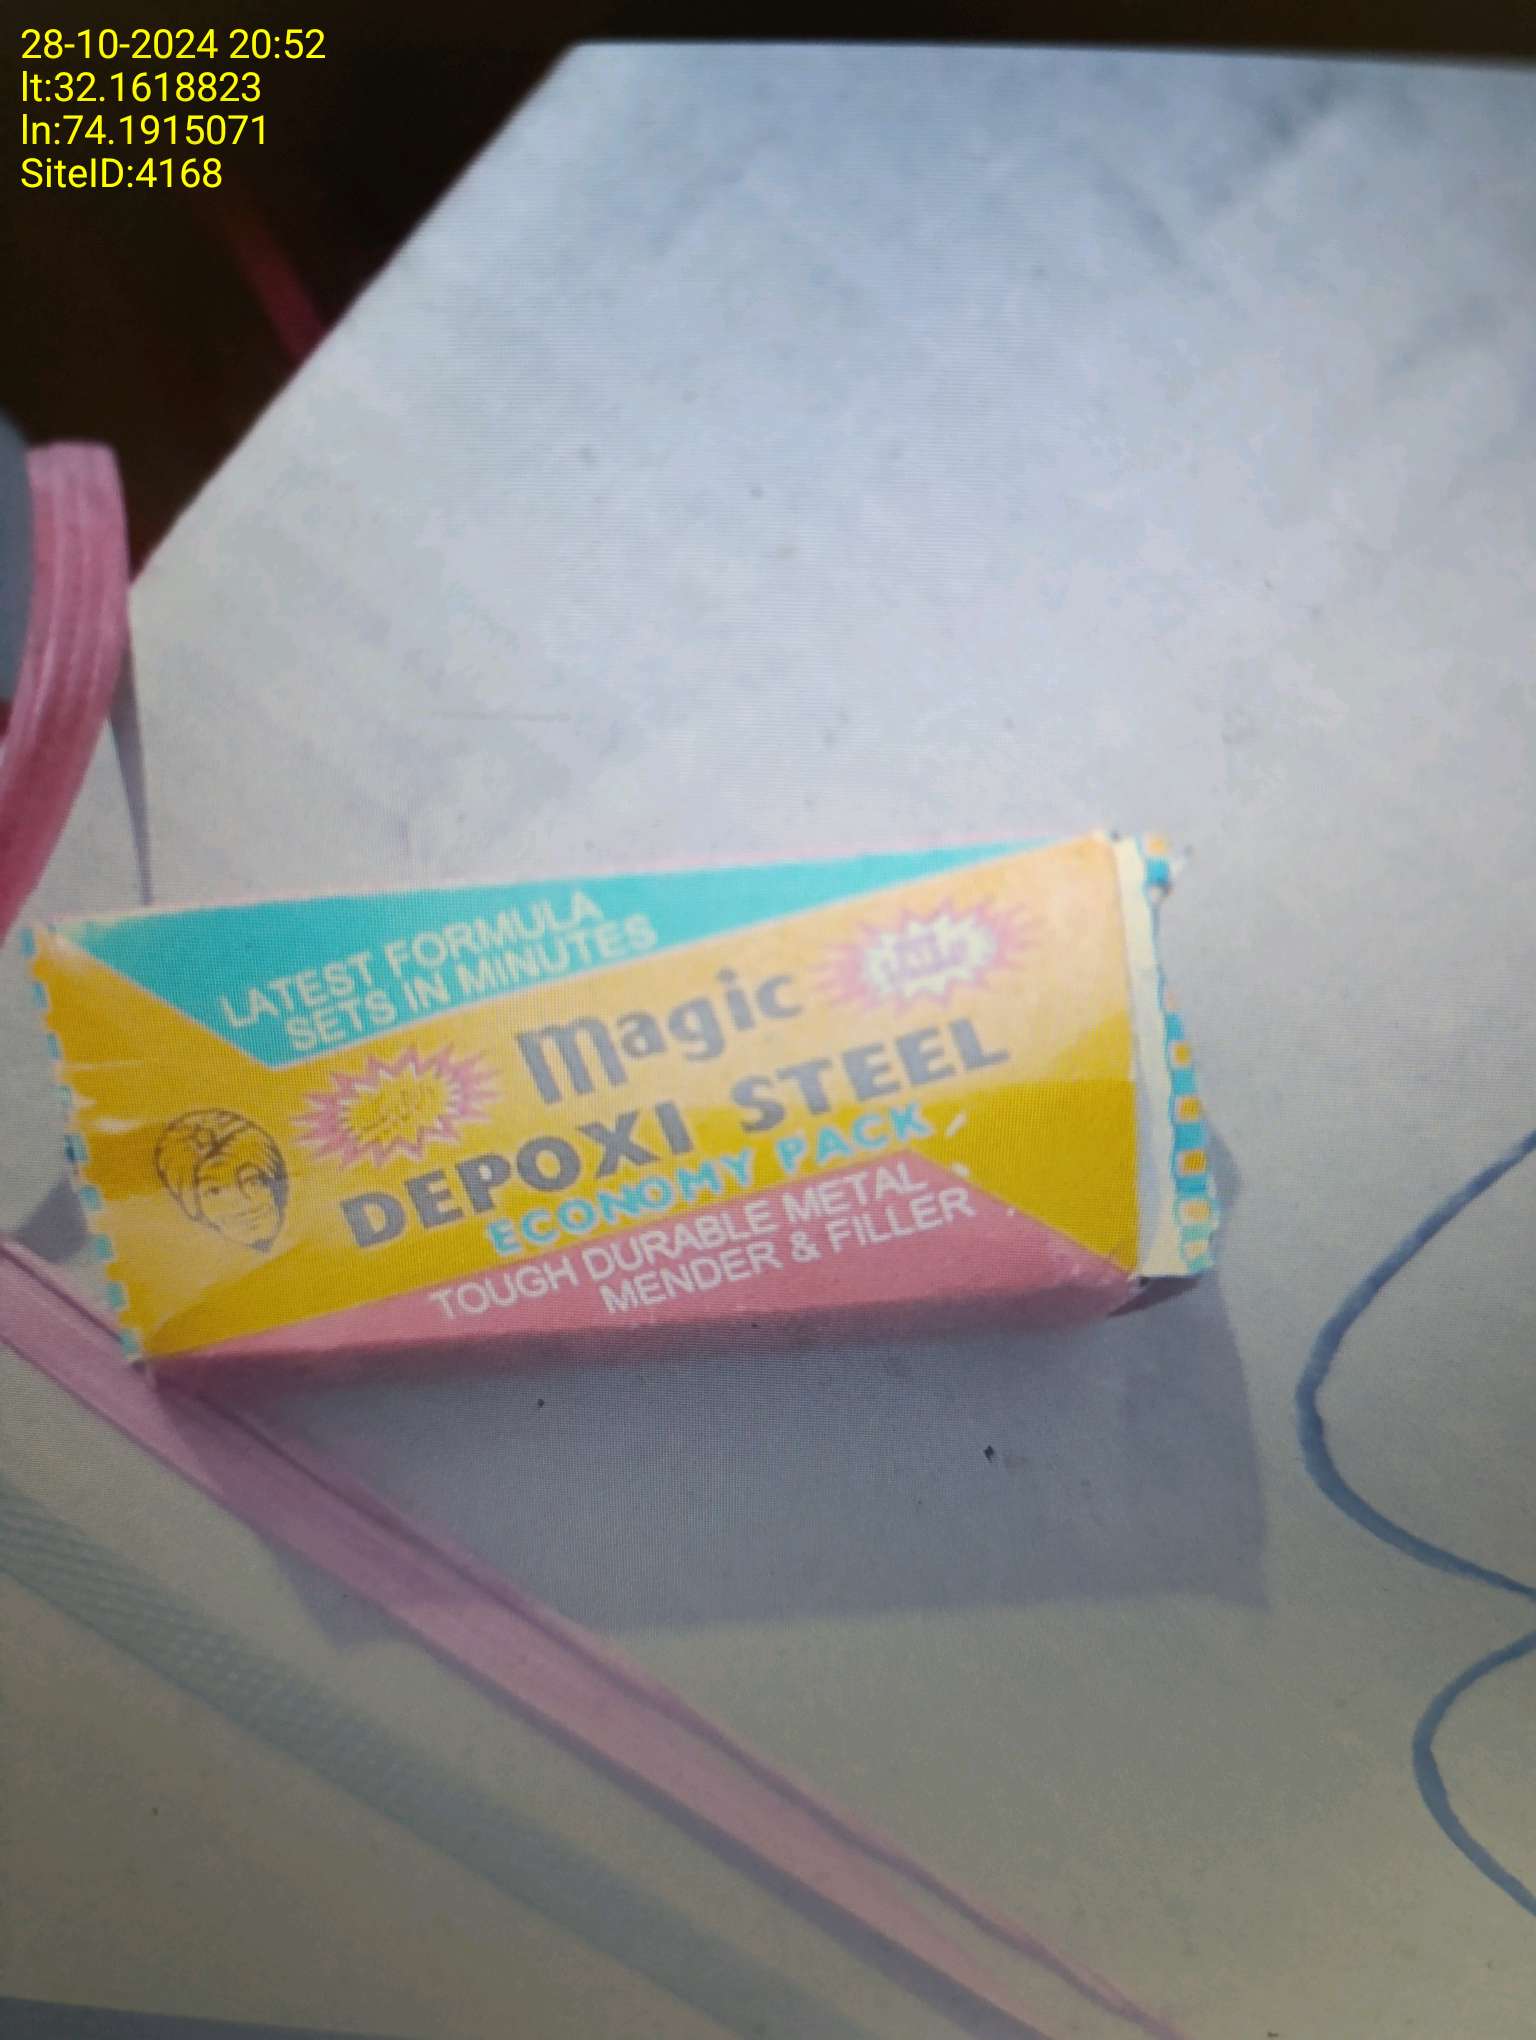 28-10-2024 20:52
lt:32.1618823
ln:74.1915071
SiteID:4168
LATEST FORMULA
SETS IN MINUTES
Magic
DEPOXI STEEL
ECONOMY PACK
TOUGH DURABLE METAL
MENDER & FILLER